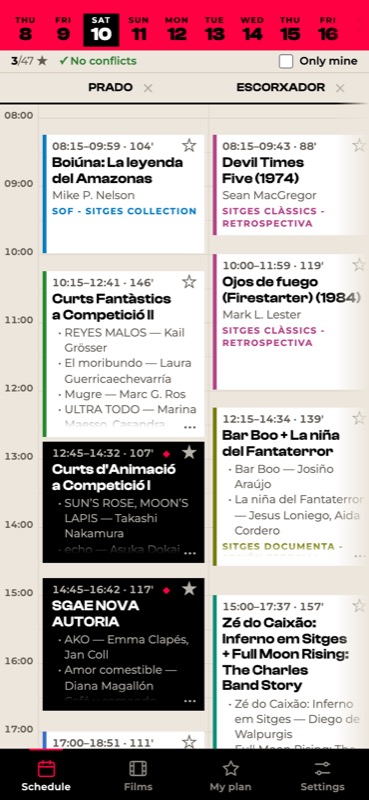 THU FRI SAT SUN MON TUE WED THU FRI
8 9 10 11 12 13 14 15 16
3/47 ★ ✓ No conflicts Only mine
PRADO × ESCORXADOR ×
08:00
08:15–09:59 · 104' ☆
Boiúna: La leyenda
del Amazonas
Mike P. Nelson
SOF - SITGES COLLECTION
08:15–09:43 · 88' ☆
Devil Times
Five (1974)
Sean MacGregor
SITGES CLÀSSICS -
RETROSPECTIVA
09:00
10:00
10:15–12:41 · 146' ☆
Curts Fantàstics
a Competició II
· REYES MALOS — Kail
Grösser
· El moribundo — Laura
Guerricaechevarría
· Mugre — Marc G. Ros
· ULTRA TODO — Marina
Maesso, Casandra
...
10:00–11:59 · 119' ☆
Ojos de fuego
(Firestarter) (1984)
Mark L. Lester
SITGES CLÀSSICS -
RETROSPECTIVA
11:00
12:00
12:15–14:34 · 139' ☆
Bar Boo + La niña
del Fantaterror
· Bar Boo — Josiño
Araújo
· La niña del Fantaterror
— Jesus Loniego, Aida
Cordero
SITGES DOCUMENTA -
...
12:45–14:32 · 107' ♦ ★
Curts d'Animació
a Competició I
· SUN'S ROSE, MOON'S
LAPIS — Takashi
Nakamura
· echo — Asuka Dokai
...
13:00
14:00
14:45–16:42 · 117' ♦ ★
SGAE NOVA
AUTORIA
· AKO — Emma Clapés,
Jan Coll
· Amor comestible —
Diana Magallón
...
15:00
15:00–17:37 · 157' ☆
Zé do Caixão:
Inferno em Sitges
+ Full Moon Rising:
The Charles
Band Story
· Zé do Caixão: Inferno
em Sitges — Diego de
Walpurgis
Full Moon Rising: The
16:00
17:00
17:00–18:51 · 111' ☆
Schedule Films My plan Settings